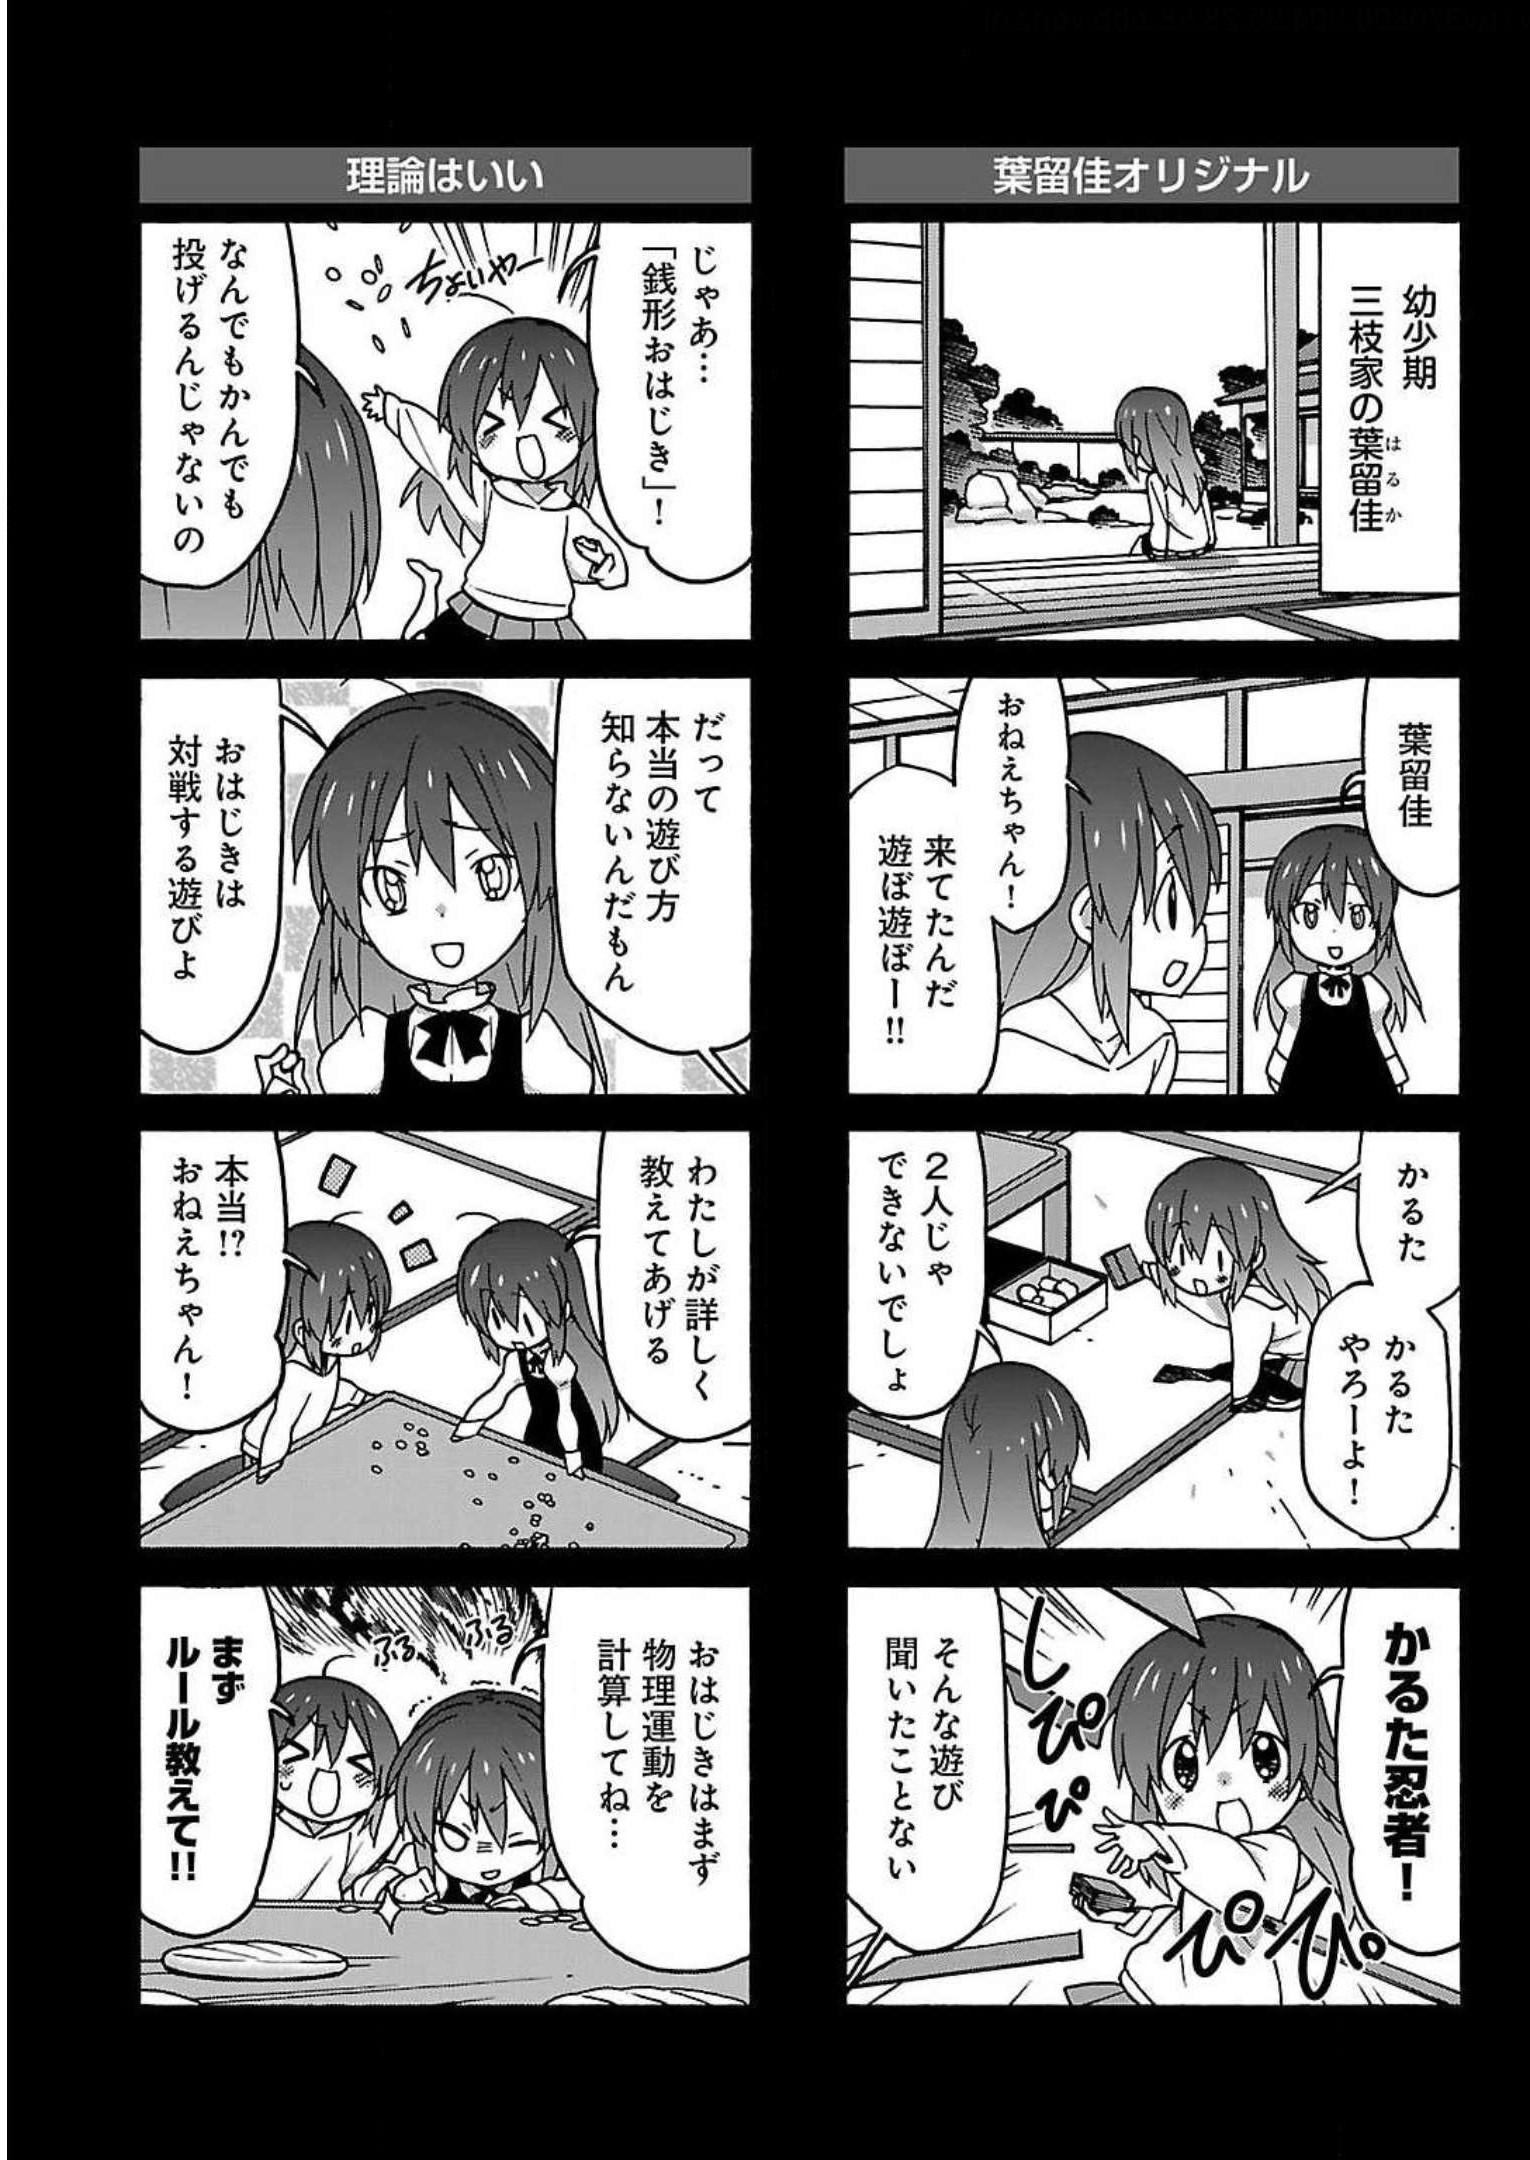 葉留佳オリジナル
幼少期
三枝家の葉留佳
はるか
葉留佳
おねえちゃん！
来てたんだ
遊ぼ遊ぼー!!
かるた
かるた
やろーよ！
2人じゃ
できないでしょ
かるた忍者！
しぴぴ
ぴぴ
そんな遊び
聞いたことない
理論はいい
じゃあ…
「銭形おはじき」！
ちょいやー
なんでもかんでも
投げるんじゃないの
だって
本当の遊び方
知らないんだもん
おはじきは
対戦する遊びよ
わたしが詳しく
教えてあげる
本当!?
おねえちゃん！
おはじきはまず
物理運動を
計算してね…
ふる
ふる
まず
ルール教えて!!